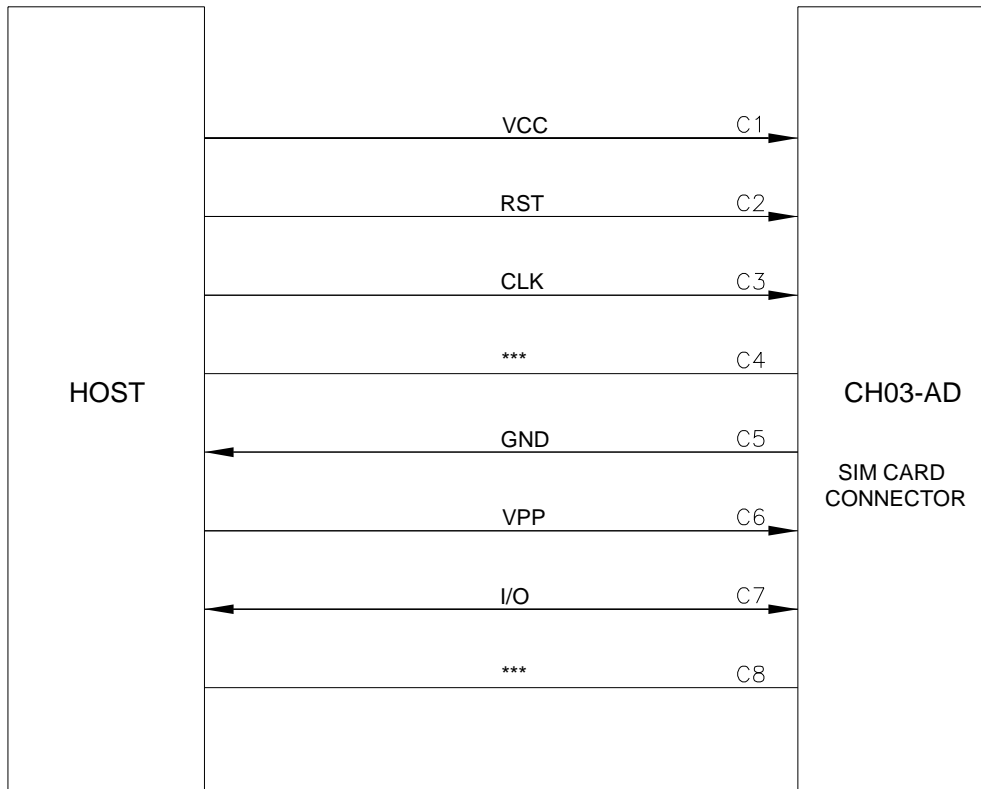 VCC C1
RST C2
CLK C3
*** C4
HOST
CH03-AD
GND C5
SIM CARD
CONNECTOR
VPP C6
I/O C7
*** C8